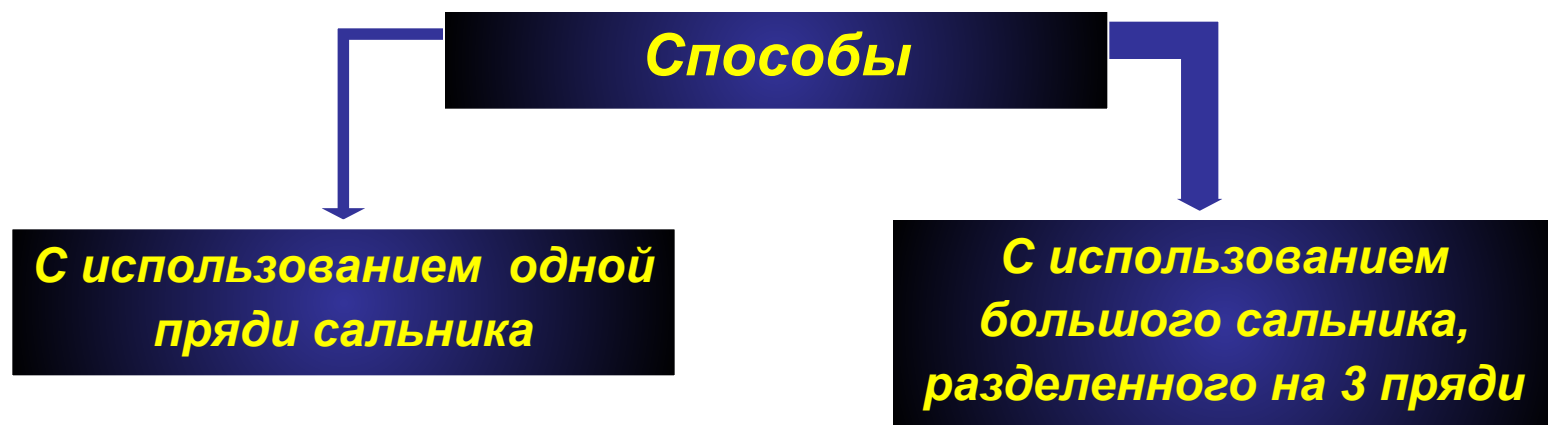 Способы
С использованием одной
пряди сальника
С использованием
большого сальника,
разделенного на 3 пряди